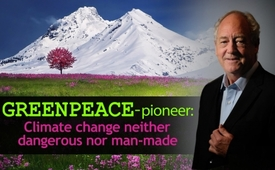 GREENPEACE-pioneer:
Climate change neither
dangerous nor man-made